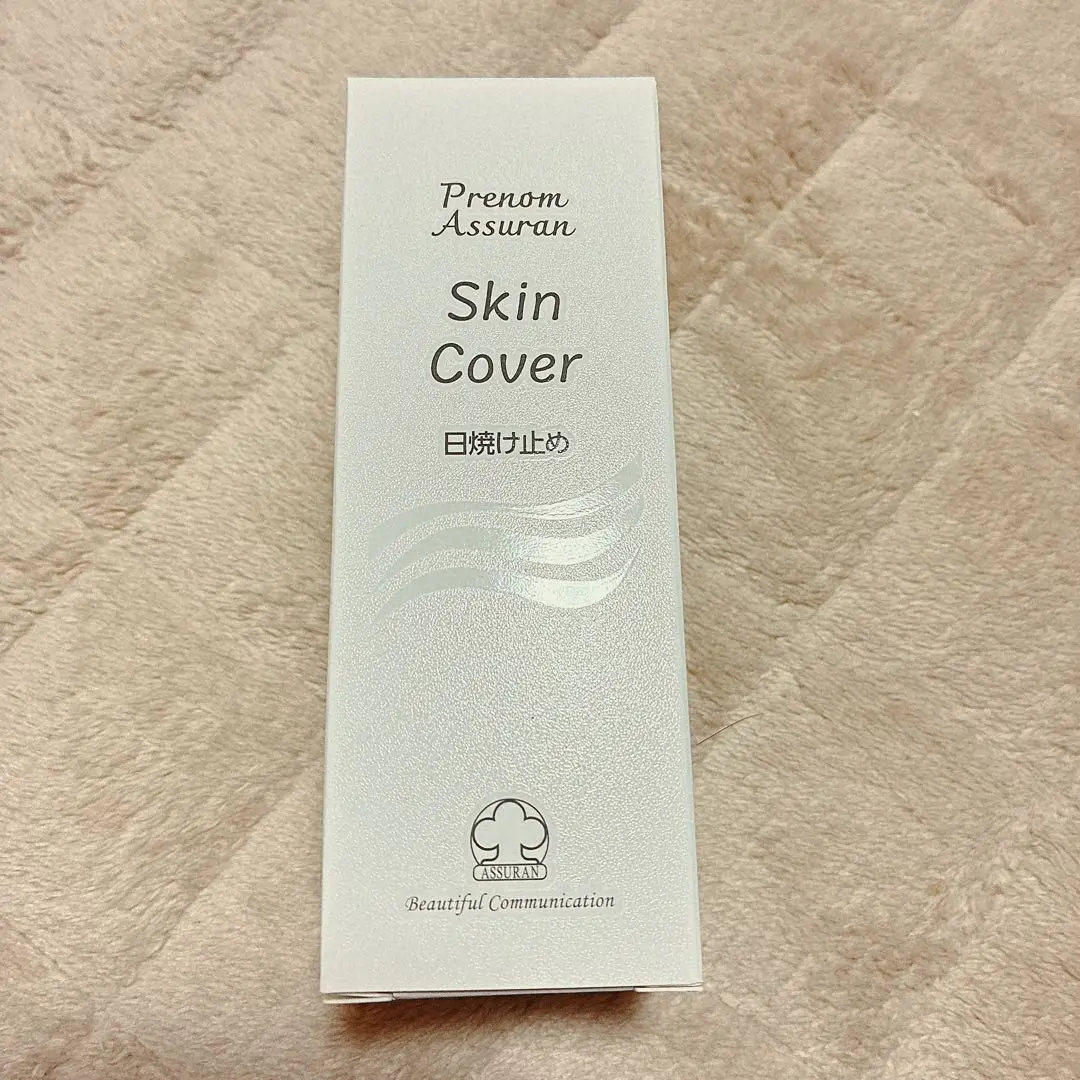 Prenom
Assuran
Skin
Cover
日焼け止め
ASSURAN
Beautiful Communication